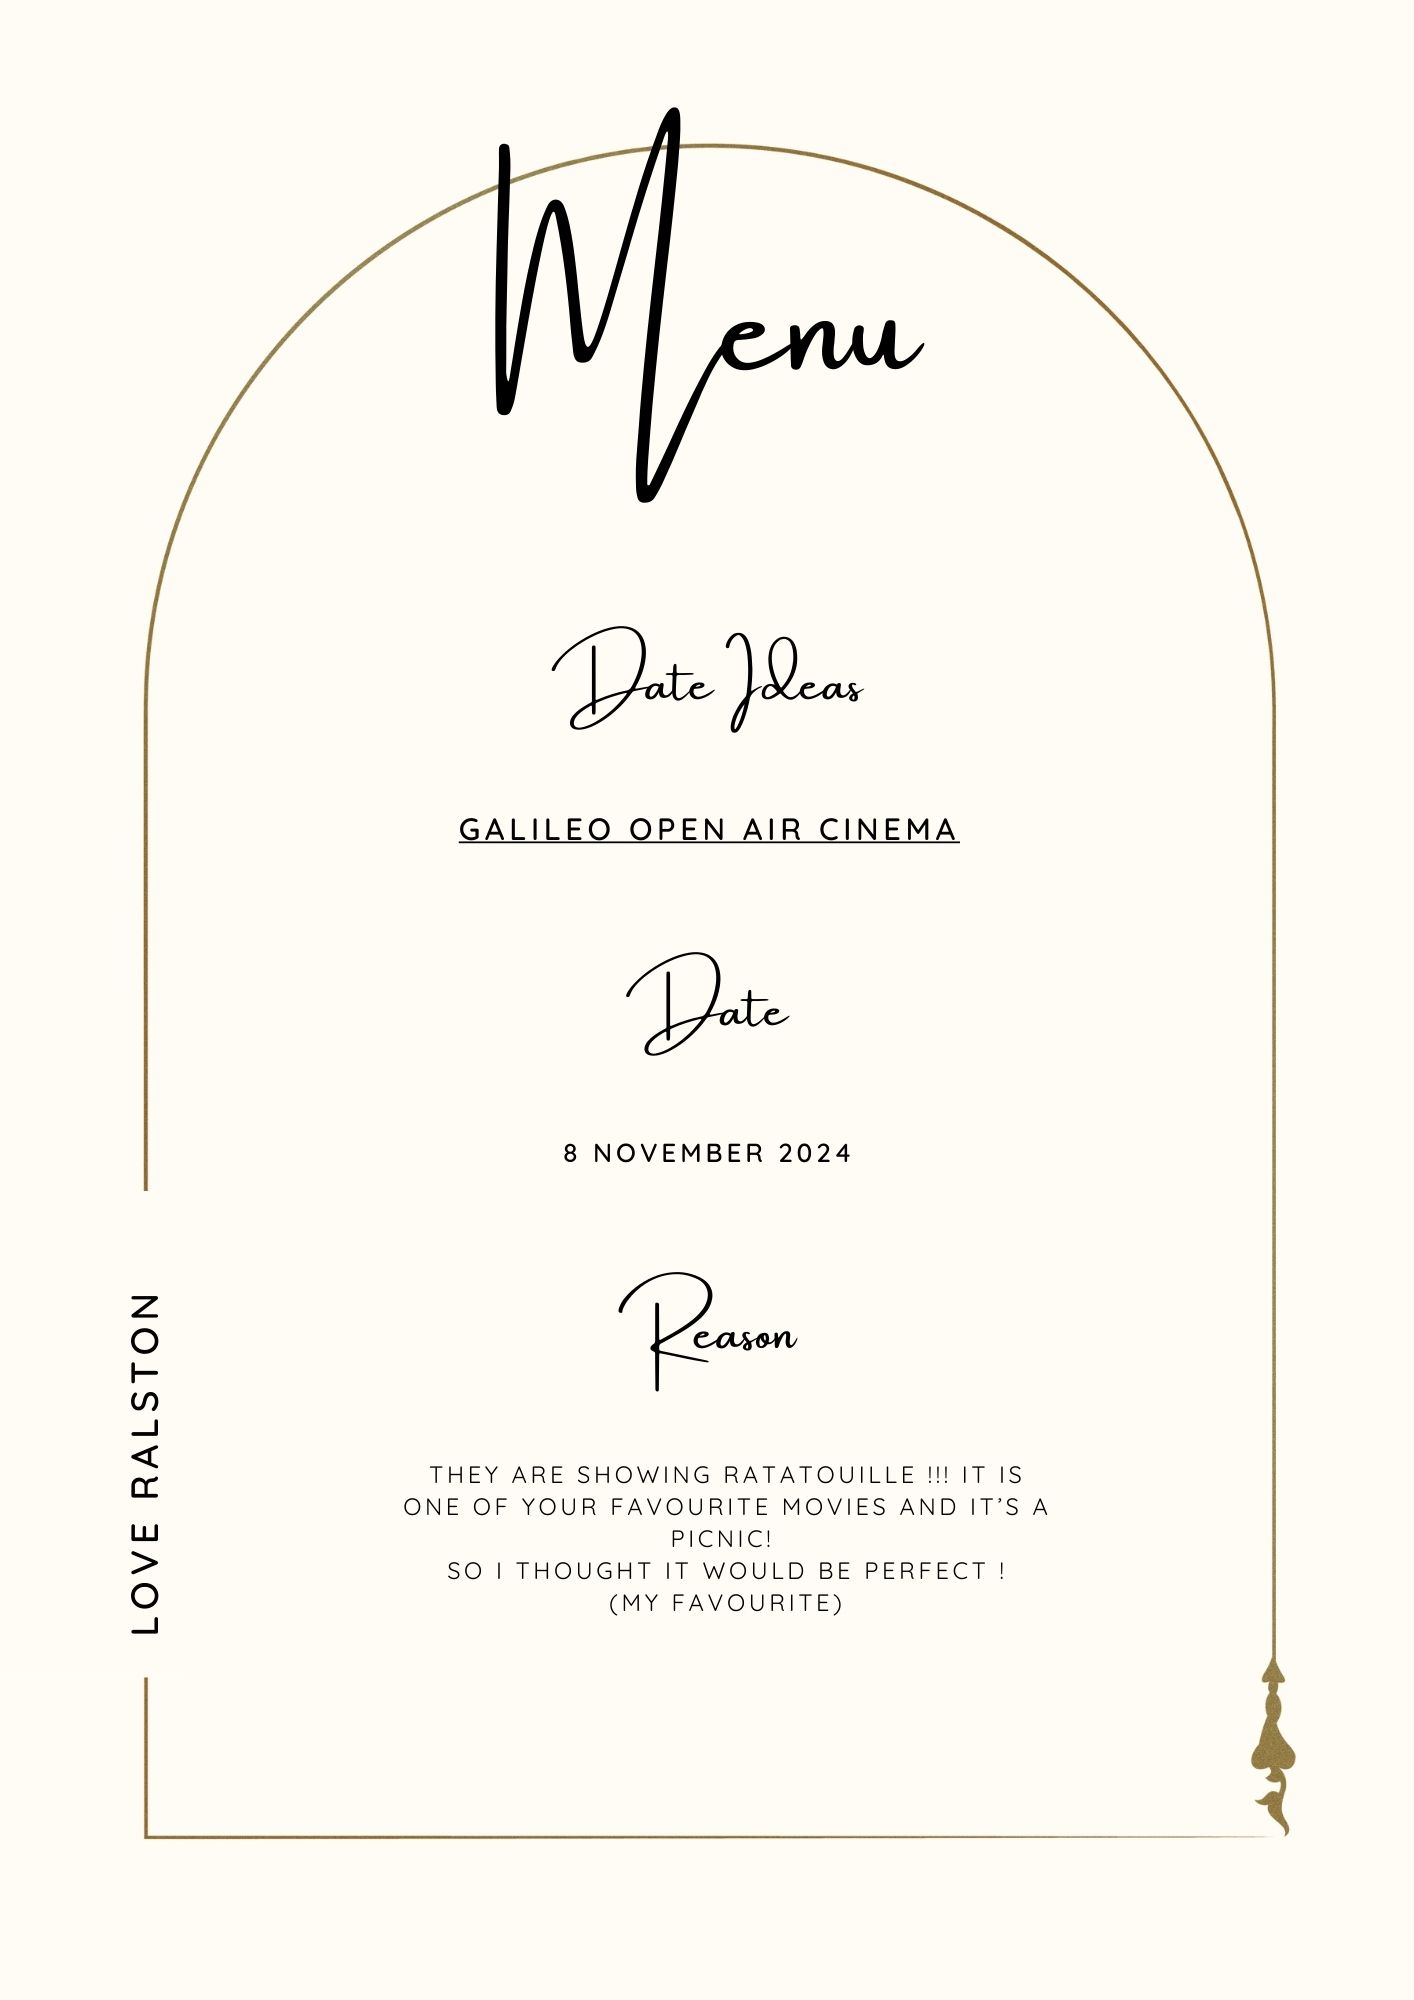 Menu
Date Ideas
GALILEO OPEN AIR CINEMA
Date
8 NOVEMBER 2024
Reason
THEY ARE SHOWING RATATOUILLE !!! IT IS
ONE OF YOUR FAVOURITE MOVIES AND IT’S A
PICNIC!
SO I THOUGHT IT WOULD BE PERFECT !
(MY FAVOURITE)
LOVE RALSTON